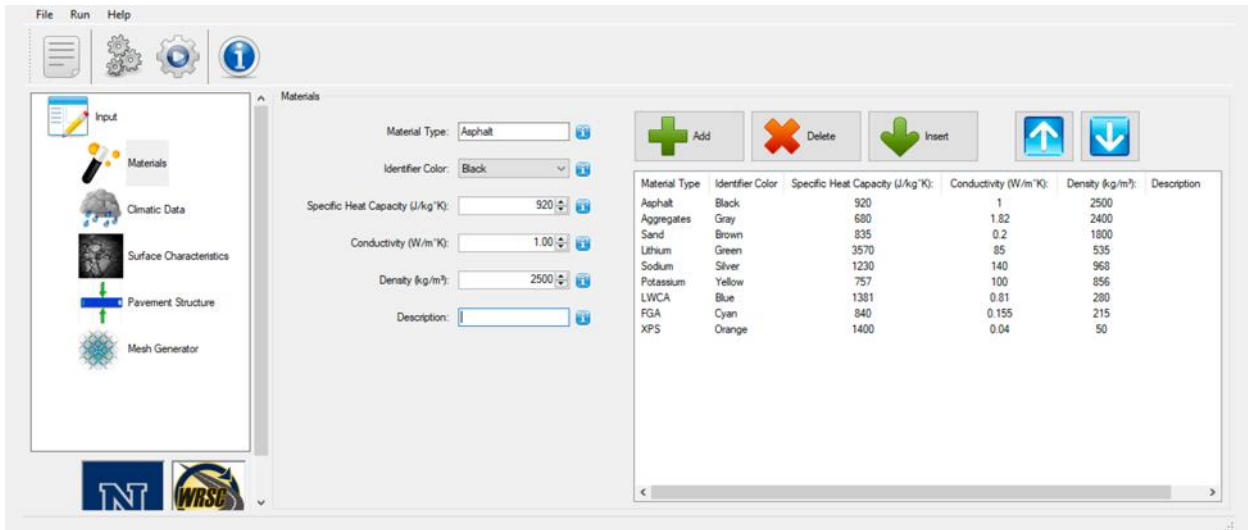 File Run Help
Input
Materials
Climatic Data
Surface Characteristics
Pavement Structure
Mesh Generator
N
WRSC
Materials
Material Type: Asphalt
Identifier Color: Black
Specific Heat Capacity (J/kg°K): 920
Conductivity (W/m°K): 1.00
Density (kg/m³): 2500
Description:
Add Delete Insert
Material Type Identifier Color Specific Heat Capacity (J/kg°K): Conductivity (W/m°K): Density (kg/m³): Description
Asphalt Black 920 1 2500
Aggregates Gray 680 1.82 2400
Sand Brown 835 0.2 1800
Lithium Green 3570 85 535
Sodium Silver 1230 140 968
Potassium Yellow 757 100 856
LWCA Blue 1381 0.81 280
FGA Cyan 840 0.155 215
XPS Orange 1400 0.04 50